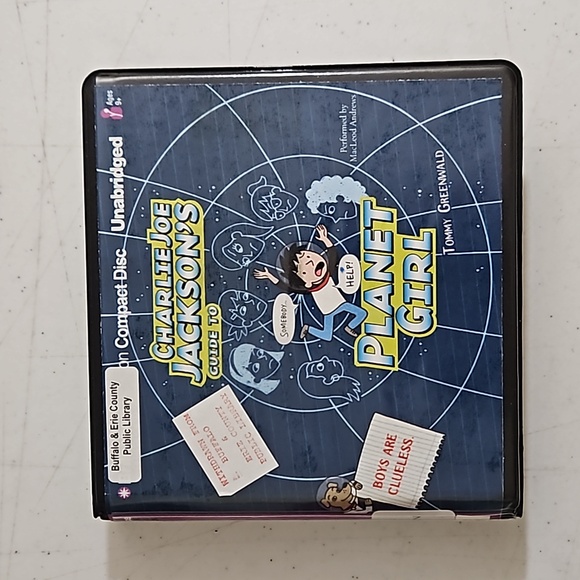 Buffalo & Erie County
Public Library
on Compact Disc
Unabridged
Ages
9+
CHARLIE JOE
JACKSON'S
GUIDE TO
PLANET
GIRL
SOMEBODY...
HELP!
Performed by
MacLeod Andrews
TOMMY GREENWALD
WITHDRAWN FROM
BUFFALO
&
ERIE COUNTY
PUBLIC LIBRARY
BOYS ARE
CLUELESS